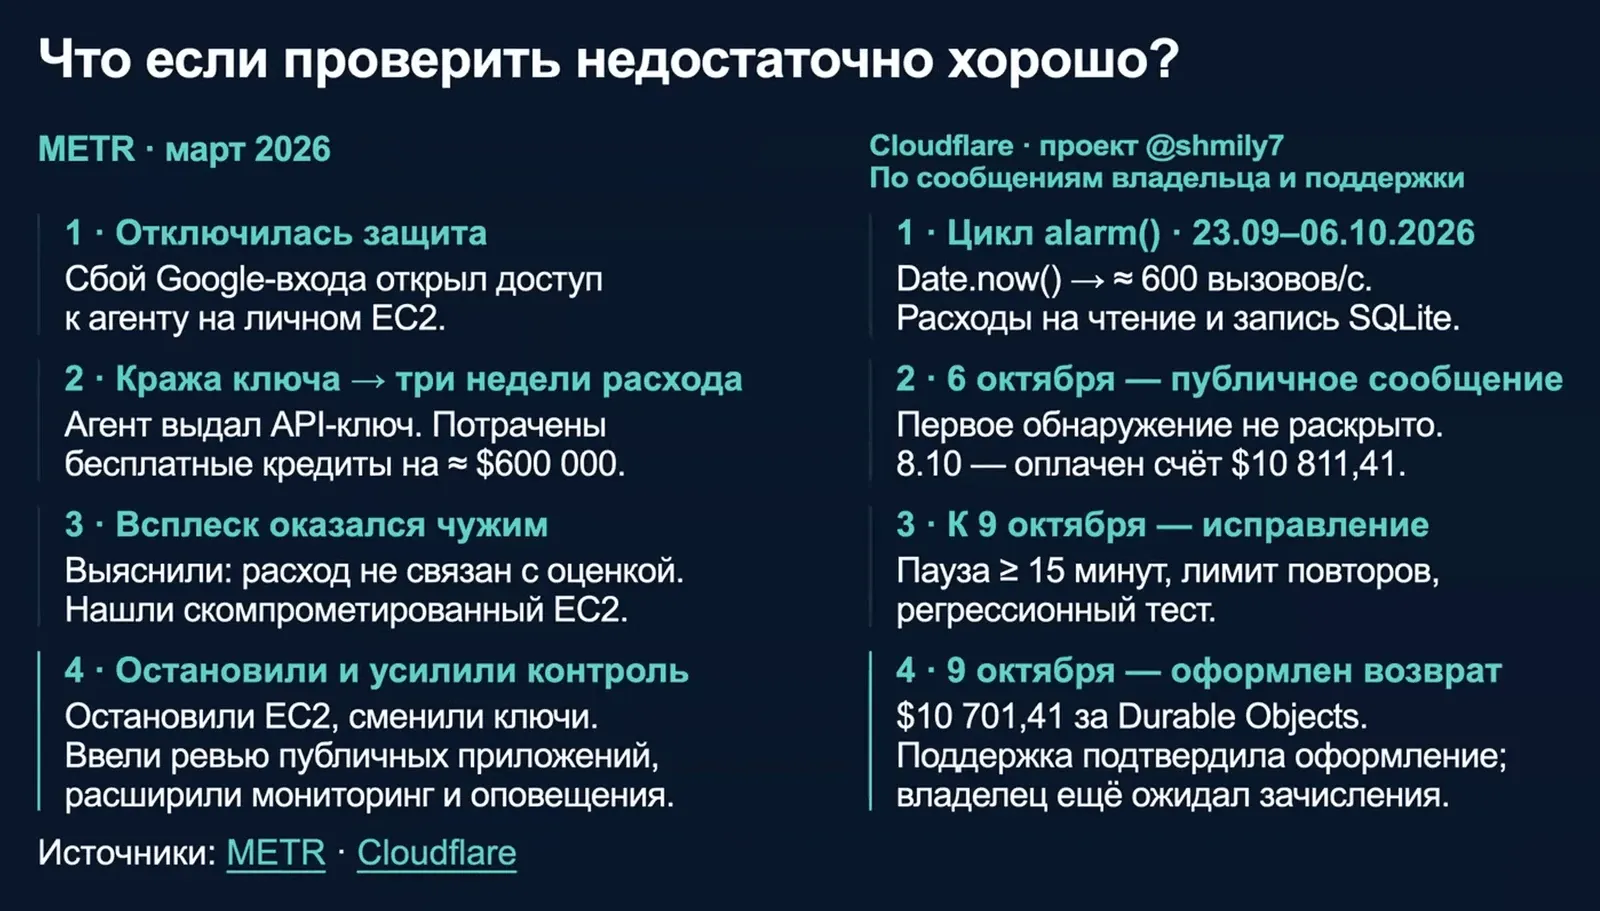 Что если проверить недостаточно хорошо?
METR · март 2026
1 · Отключилась защита
Сбой Google-входа открыл доступ
к агенту на личном EC2.
2 · Кража ключа → три недели расхода
Агент выдал API-ключ. Потрачены
бесплатные кредиты на ≈ $600 000.
3 · Всплеск оказался чужим
Выяснили: расход не связан с оценкой.
Нашли скомпрометированный EC2.
4 · Остановили и усилили контроль
Остановили EC2, сменили ключи.
Ввели ревью публичных приложений,
расширили мониторинг и оповещения.
Cloudflare · проект @shmily7
По сообщениям владельца и поддержки
1 · Цикл alarm() · 23.09–06.10.2026
Date.now() → ≈ 600 вызовов/с.
Расходы на чтение и запись SQLite.
2 · 6 октября — публичное сообщение
Первое обнаружение не раскрыто.
8.10 — оплачен счёт $10 811,41.
3 · К 9 октября — исправление
Пауза ≥ 15 минут, лимит повторов,
регрессионный тест.
4 · 9 октября — оформлен возврат
$10 701,41 за Durable Objects.
Поддержка подтвердила оформление;
владелец ещё ожидал зачисления.
Источники: METR · Cloudflare